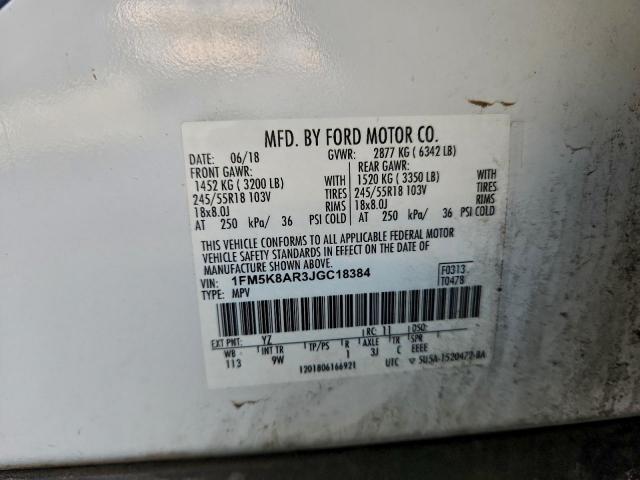 MFD. BY FORD MOTOR CO.
DATE: 06/18 GVWR: 2877 KG ( 6342 LB)
FRONT GAWR: REAR GAWR:
1452 KG ( 3200 LB) WITH 1520 KG ( 3350 LB) WITH
245/55R18 103V TIRES 245/55R18 103V TIRES
18x8.0J RIMS 18x8.0J RIMS
AT 250 kPa/ 36 PSI COLD AT 250 kPa/ 36 PSI COLD
THIS VEHICLE CONFORMS TO ALL APPLICABLE FEDERAL MOTOR
VEHICLE SAFETY STANDARDS IN EFFECT ON THE DATE OF
MANUFACTURE SHOWN ABOVE.
VIN: 1FM5K8AR3JGC18384 F0313
TYPE: MPV T0478
EXT PNT: YZ RC: 11 DSO:
WB INT TR TP/PS R AXLE TR SPR
113 9W 1 3J C EEEE
1201806166921 UTC 5U5A-1520472-BA